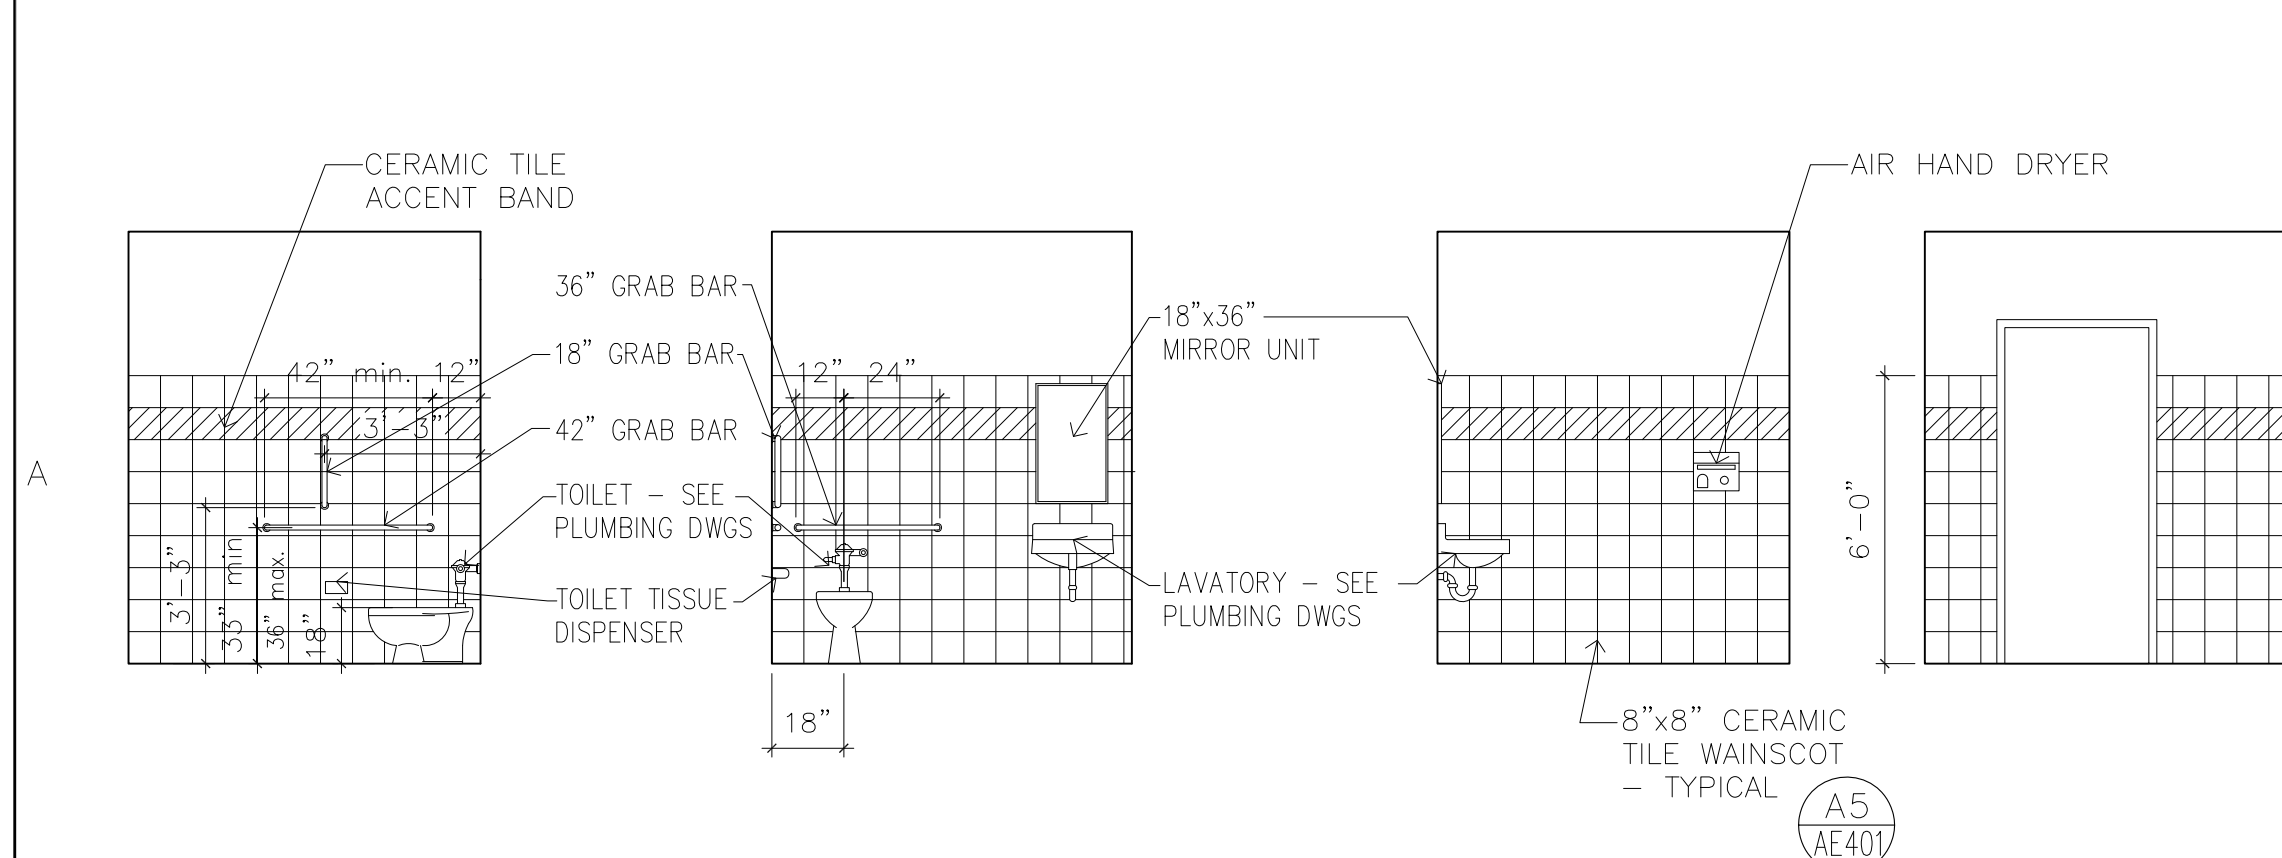 CERAMIC TILE
ACCENT BAND
AIR HAND DRYER
36" GRAB BAR
18" GRAB BAR
42" GRAB BAR
TOILET – SEE
PLUMBING DWGS
TOILET TISSUE
DISPENSER
42" min.
12"
3'-3"
3'-3"
33" min
36" max.
18"
12"
24"
18"
18"x36"
MIRROR UNIT
LAVATORY – SEE
PLUMBING DWGS
6'-0"
8"x8" CERAMIC
TILE WAINSCOT
– TYPICAL
A
A5
AE401